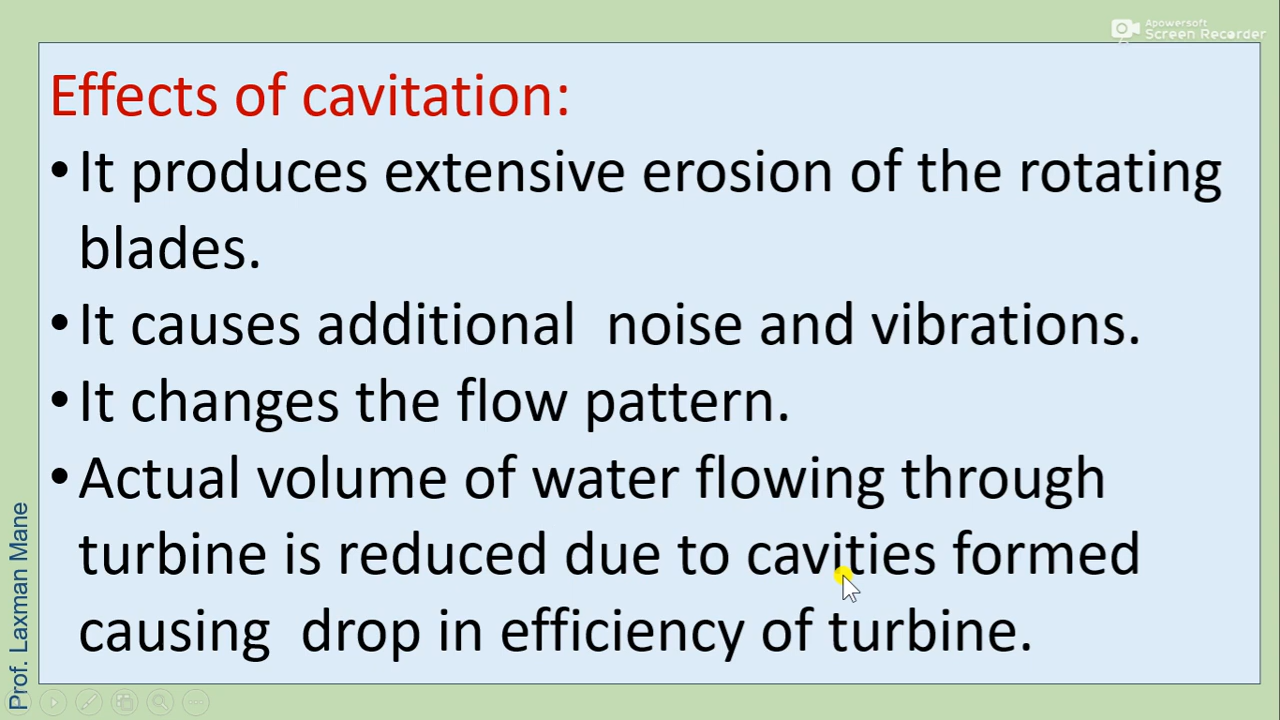 Apowersoft
Screen Recorder
Effects of cavitation:
•It produces extensive erosion of the rotating
blades.
•It causes additional  noise and vibrations.
•It changes the flow pattern.
•Actual volume of water flowing through
turbine is reduced due to cavities formed
causing  drop in efficiency of turbine.
Prof. Laxman Mane